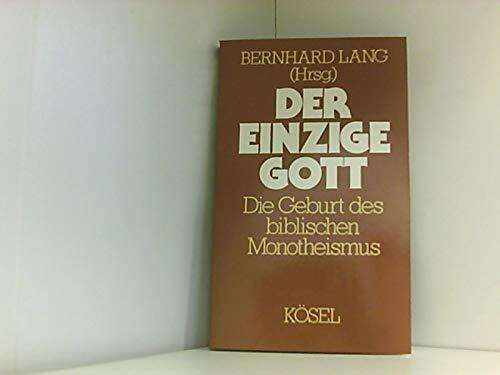 BERNHARD LANG
(Hrsg)
DER
EINZIGE
GOTT
Die Geburt des
biblischen
Monotheismus
KÖSEL